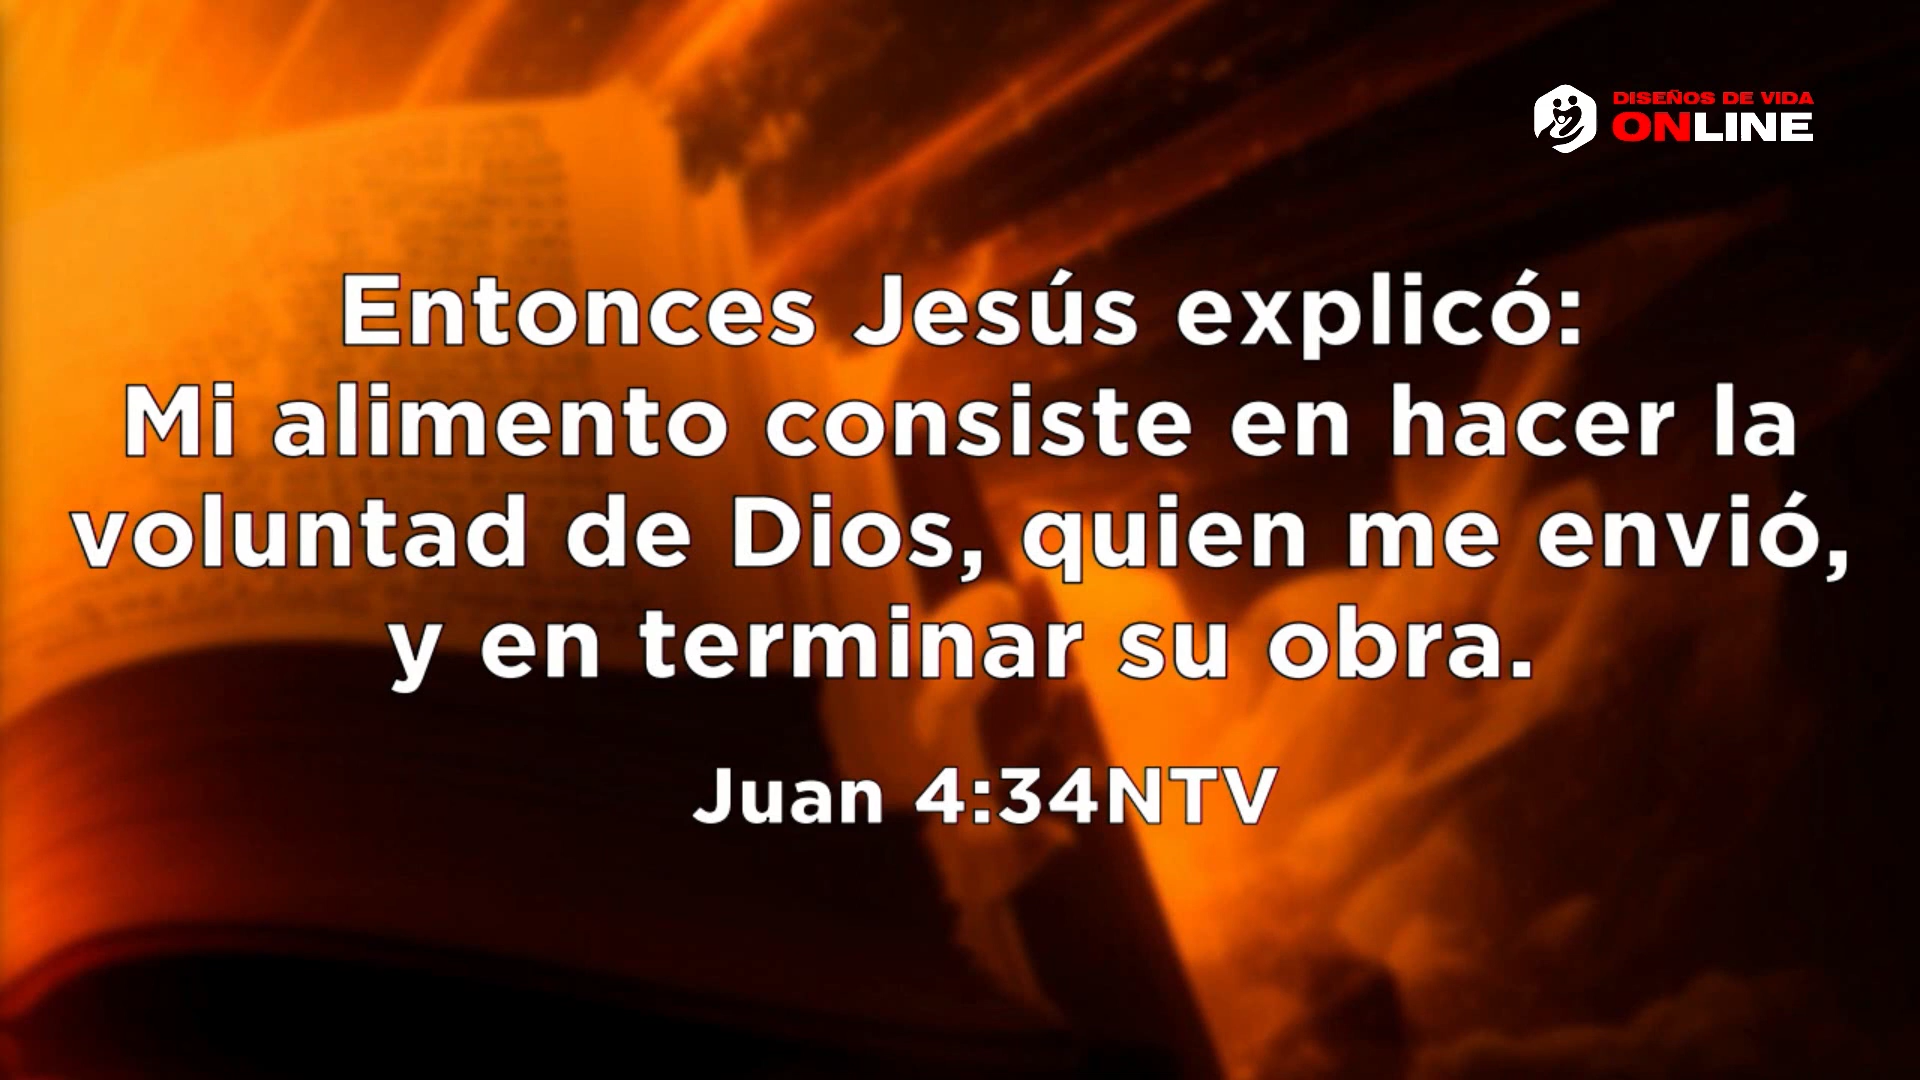 DISEÑOS DE VIDA
ONLINE
Entonces Jesús explicó:
Mi alimento consiste en hacer la
voluntad de Dios, quien me envió,
y en terminar su obra.
Juan 4:34NTV